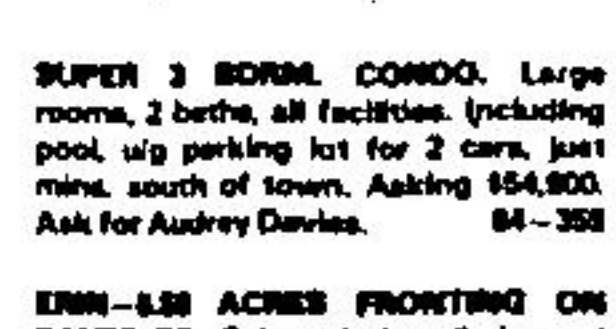 SUPER 3 BDRM. CONDO. Large
rooms, 2 baths, all facilities. Including
pool, u/g parking lot for 2 cars, just
mins. south of town. Asking $54,900.
Ask for Audrey Davies. 84-358
ACRES FRONTING ON